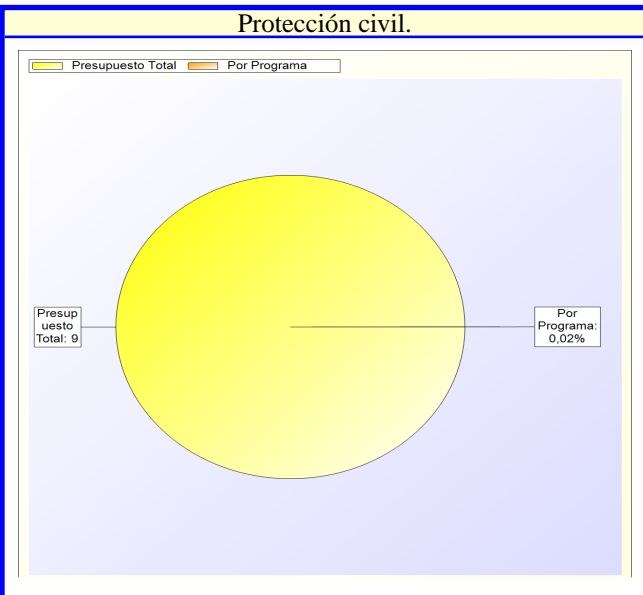 Protección civil.
Presupuesto Total Por Programa
Presup
uesto
Total: 9
Por
Programa:
0,02%